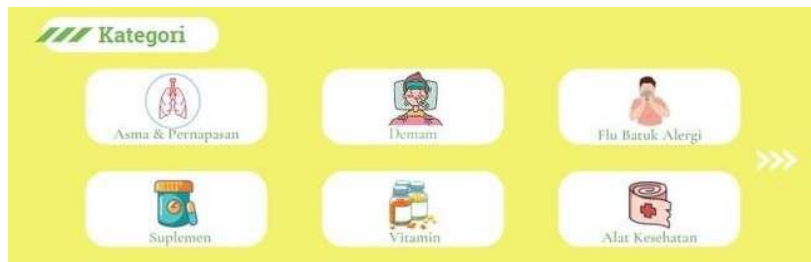 Kategori
Asma & Pernapasan
Demam
Flu Batuk Alergi
Suplemen
Vitamin
Alat Kesehatan